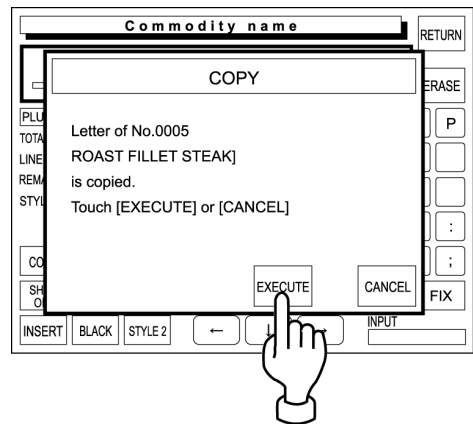 Commodity name
RETURN
COPY
ERASE
PLU
P
TOTA
Letter of No.0005
LINE
ROAST FILLET STEAK]
REMA
is copied.
STYL
Touch [EXECUTE] or [CANCEL]
:
CO
;
EXECUTE
CANCEL
SH
O
FIX
INSERT
BLACK
STYLE 2
←
↓
→
INPUT